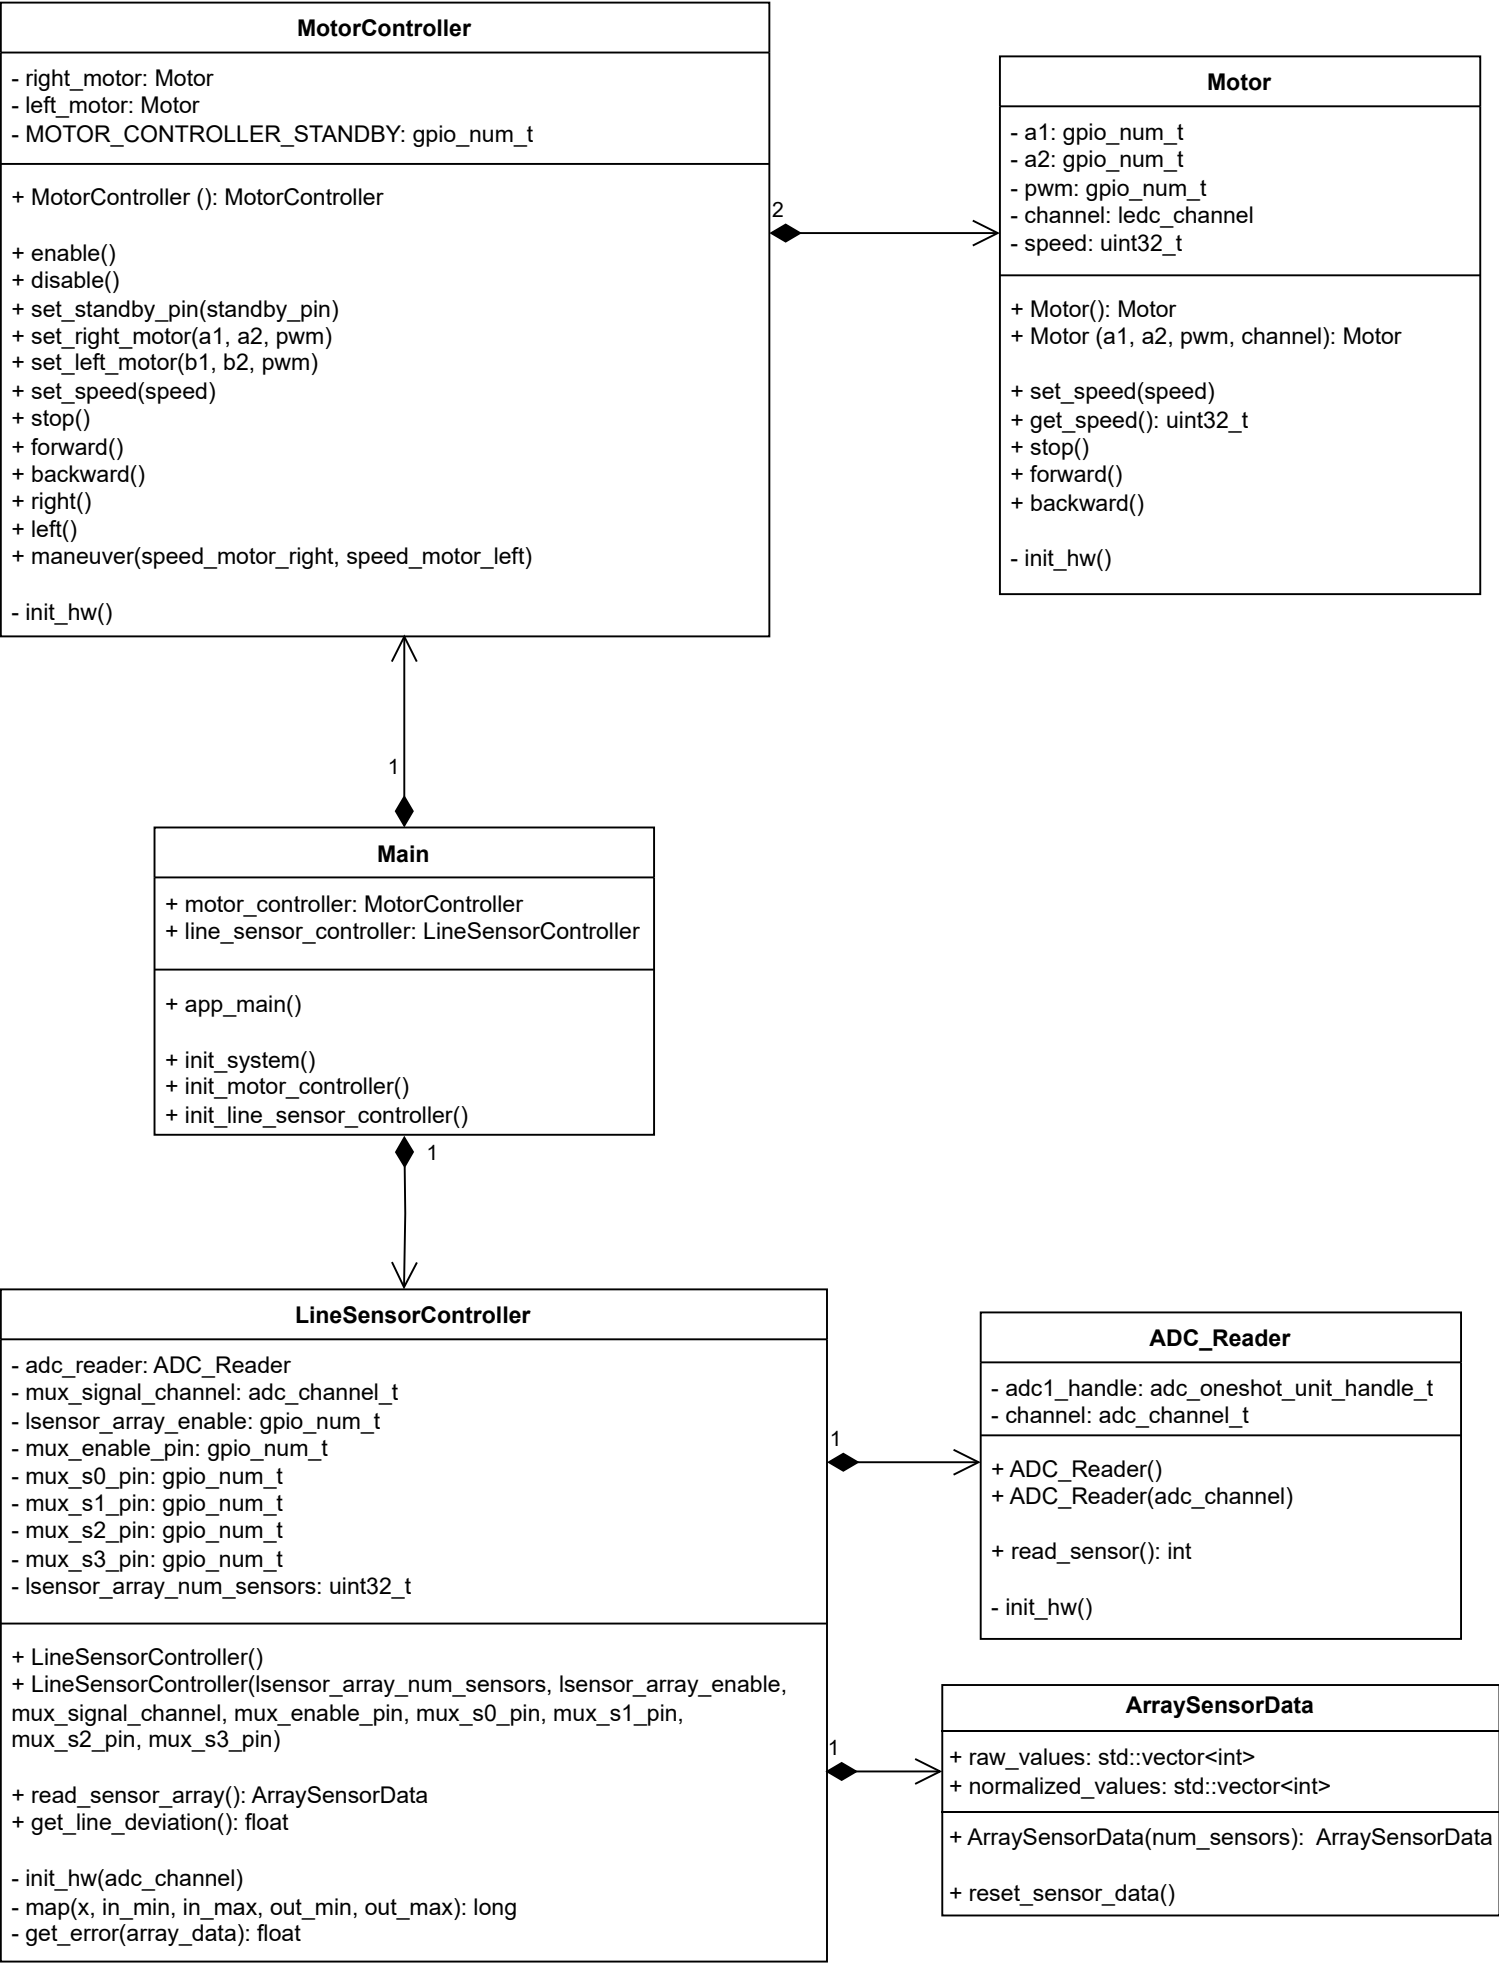 MotorController
- right_motor: Motor
- left_motor: Motor
- MOTOR_CONTROLLER_STANDBY: gpio_num_t
+ MotorController (): MotorController
+ enable()
+ disable()
+ set_standby_pin(standby_pin)
+ set_right_motor(a1, a2, pwm)
+ set_left_motor(b1, b2, pwm)
+ set_speed(speed)
+ stop()
+ forward()
+ backward()
+ right()
+ left()
+ maneuver(speed_motor_right, speed_motor_left)
- init_hw()
2
Motor
- a1: gpio_num_t
- a2: gpio_num_t
- pwm: gpio_num_t
- channel: ledc_channel
- speed: uint32_t
+ Motor(): Motor
+ Motor (a1, a2, pwm, channel): Motor
+ set_speed(speed)
+ get_speed(): uint32_t
+ stop()
+ forward()
+ backward()
- init_hw()
1
Main
+ motor_controller: MotorController
+ line_sensor_controller: LineSensorController
+ app_main()
+ init_system()
+ init_motor_controller()
+ init_line_sensor_controller()
1
LineSensorController
- adc_reader: ADC_Reader
- mux_signal_channel: adc_channel_t
- lsensor_array_enable: gpio_num_t
- mux_enable_pin: gpio_num_t
- mux_s0_pin: gpio_num_t
- mux_s1_pin: gpio_num_t
- mux_s2_pin: gpio_num_t
- mux_s3_pin: gpio_num_t
- lsensor_array_num_sensors: uint32_t
+ LineSensorController()
+ LineSensorController(lsensor_array_num_sensors, lsensor_array_enable,
mux_signal_channel, mux_enable_pin, mux_s0_pin, mux_s1_pin,
mux_s2_pin, mux_s3_pin)
+ read_sensor_array(): ArraySensorData
+ get_line_deviation(): float
- init_hw(adc_channel)
- map(x, in_min, in_max, out_min, out_max): long
- get_error(array_data): float
1
ADC_Reader
- adc1_handle: adc_oneshot_unit_handle_t
- channel: adc_channel_t
+ ADC_Reader()
+ ADC_Reader(adc_channel)
+ read_sensor(): int
- init_hw()
1
ArraySensorData
+ raw_values: std::vector<int>
+ normalized_values: std::vector<int>
+ ArraySensorData(num_sensors): ArraySensorData
+ reset_sensor_data()